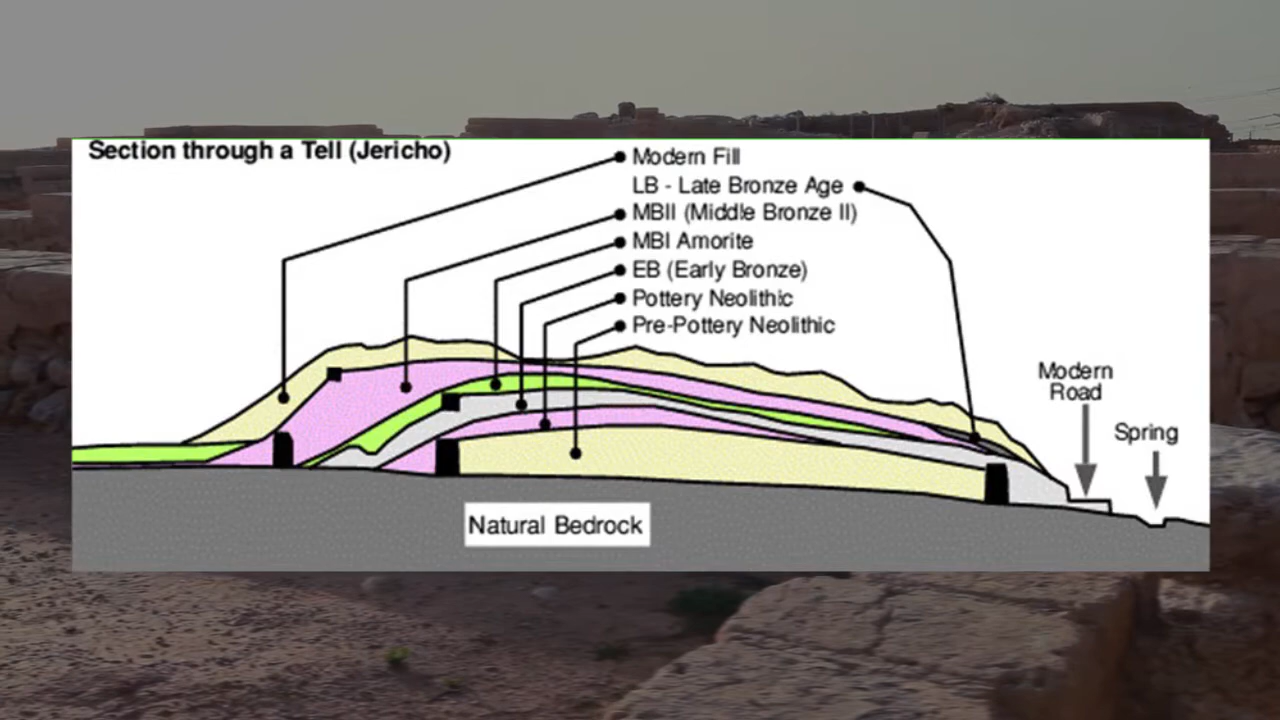 Section through a Tell (Jericho)
Modern Fill
LB - Late Bronze Age
MBII (Middle Bronze II)
MBI Amorite
EB (Early Bronze)
Pottery Neolithic
Pre-Pottery Neolithic
Modern
Road
Spring
Natural Bedrock